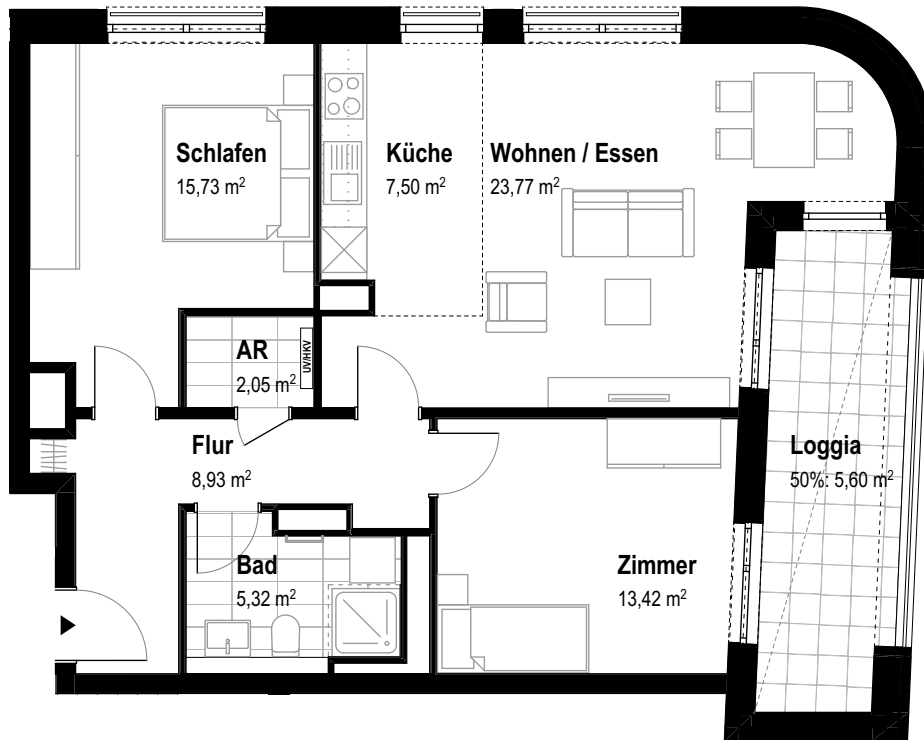 Schlafen
15,73 m²
Küche
7,50 m²
Wohnen / Essen
23,77 m²
AR
2,05 m²
UV/HKV
Flur
8,93 m²
Loggia
50%: 5,60 m²
Bad
5,32 m²
Zimmer
13,42 m²